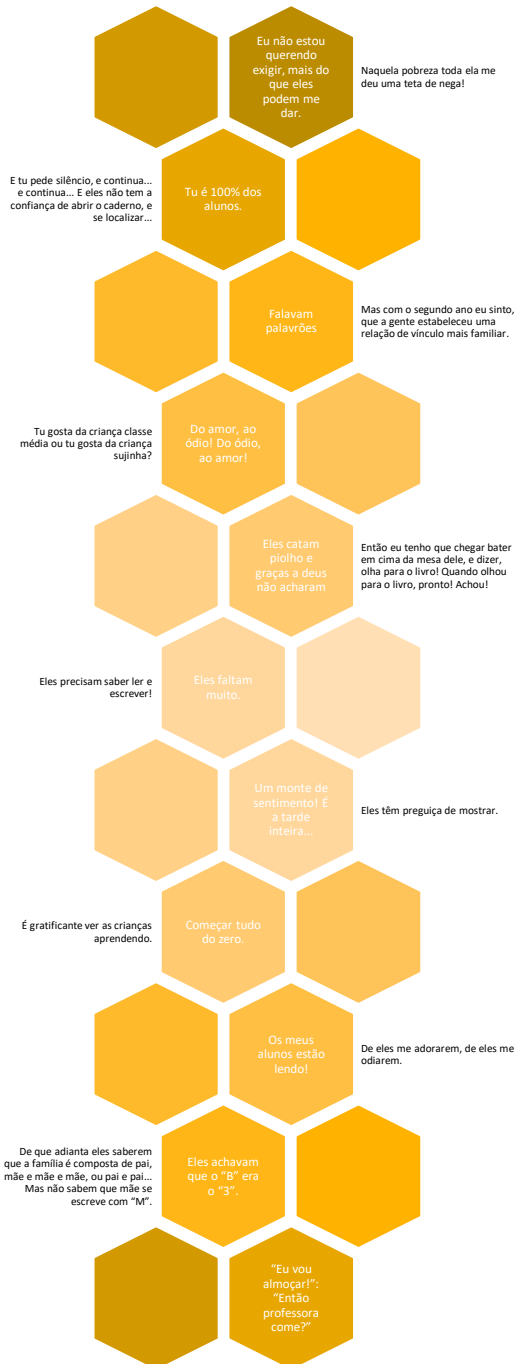 Eu não estou
querendo
exigir, mais do
que eles
podem me
dar.
Naquela pobreza toda ela me
deu uma teta de nega!
E tu pede silêncio, e continua...
e continua... E eles não tem a
confiança de abrir o caderno, e
se localizar...
Tu é 100% dos
alunos.
Falavam
palavrões
Mas com o segundo ano eu sinto,
que a gente estabeleceu uma
relação de vínculo mais familiar.
Tu gosta da criança classe
média ou tu gosta da criança
sujinha?
Do amor, ao
ódio! Do ódio,
ao amor!
Eles catam
piolho e
graças a deus
não acharam
Então eu tenho que chegar bater
em cima da mesa dele, e dizer,
olha para o livro! Quando olhou
para o livro, pronto! Achou!
Eles precisam saber ler e
escrever!
Eles faltam
muito.
Um monte de
sentimento! É
a tarde
inteira...
Eles têm preguiça de mostrar.
É gratificante ver as crianças
aprendendo.
Começar tudo
do zero.
Os meus
alunos estão
lendo!
De eles me adorarem, de eles me
odiarem.
De que adianta eles saberem
que a família é composta de pai,
mãe e mãe e mãe, ou pai e pai...
Mas não sabem que mãe se
escreve com “M”.
Eles achavam
que o “B” era
o “3”.
“Eu vou
almoçar!”:
“Então
professora
come?”